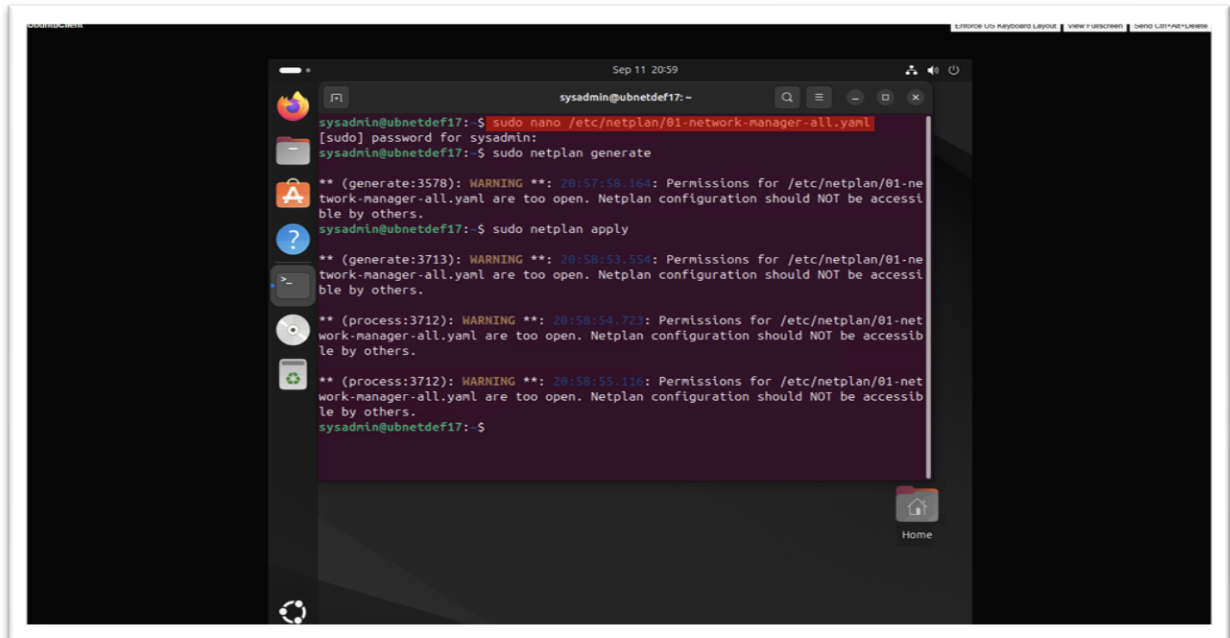 UbuntuClient
Enforce US Keyboard Layout View Fullscreen Send Ctrl+Alt+Delete
Sep 11 20:59
sysadmin@ubnetdef17: ~
sysadmin@ubnetdef17:~$ sudo nano /etc/netplan/01-network-manager-all.yaml
[sudo] password for sysadmin:
sysadmin@ubnetdef17:~$ sudo netplan generate
** (generate:3578): WARNING **: 20:57:58.164: Permissions for /etc/netplan/01-ne
twork-manager-all.yaml are too open. Netplan configuration should NOT be accessi
ble by others.
sysadmin@ubnetdef17:~$ sudo netplan apply
** (generate:3713): WARNING **: 20:58:53.554: Permissions for /etc/netplan/01-ne
twork-manager-all.yaml are too open. Netplan configuration should NOT be accessi
ble by others.
** (process:3712): WARNING **: 20:58:54.723: Permissions for /etc/netplan/01-net
work-manager-all.yaml are too open. Netplan configuration should NOT be accessib
le by others.
** (process:3712): WARNING **: 20:58:55.116: Permissions for /etc/netplan/01-net
work-manager-all.yaml are too open. Netplan configuration should NOT be accessib
le by others.
sysadmin@ubnetdef17:~$
Home